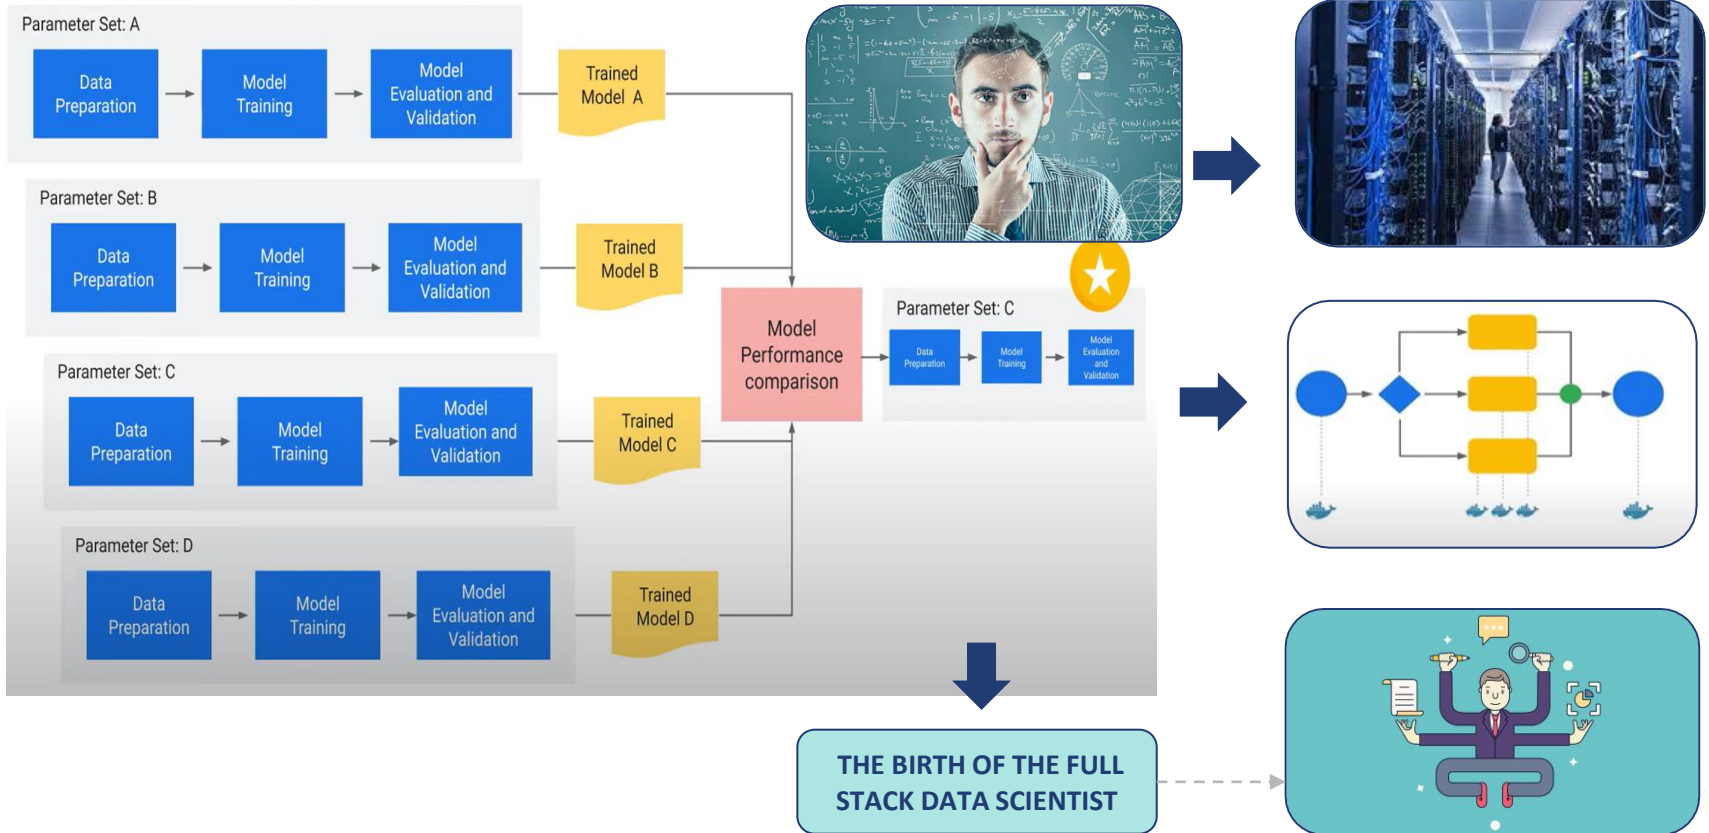 Parameter Set: A
Data
Preparation
Model
Training
Model
Evaluation and
Validation
Trained
Model A
Parameter Set: B
Data
Preparation
Model
Training
Model
Evaluation and
Validation
Trained
Model B
Parameter Set: C
Data
Preparation
Model
Training
Model
Evaluation and
Validation
Trained
Model C
Parameter Set: D
Data
Preparation
Model
Training
Model
Evaluation and
Validation
Trained
Model D
Model
Performance
comparison
Parameter Set: C
Data
Preparation
Model
Training
Model
Evaluation
and
Validation
THE BIRTH OF THE FULL
STACK DATA SCIENTIST